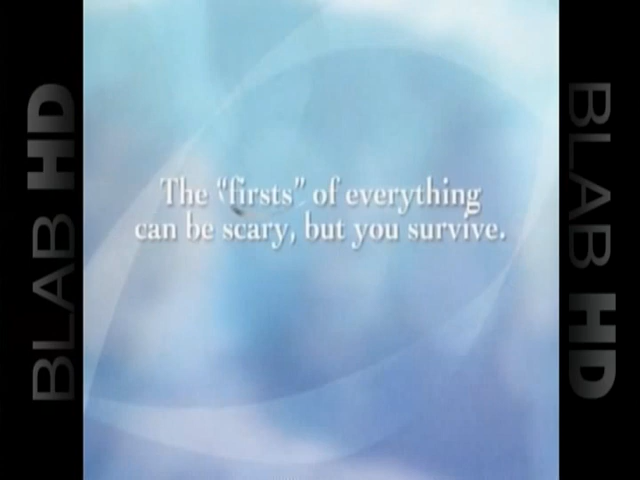 BLAB HD
The “firsts” of everything
can be scary, but you survive.
BLAB HD